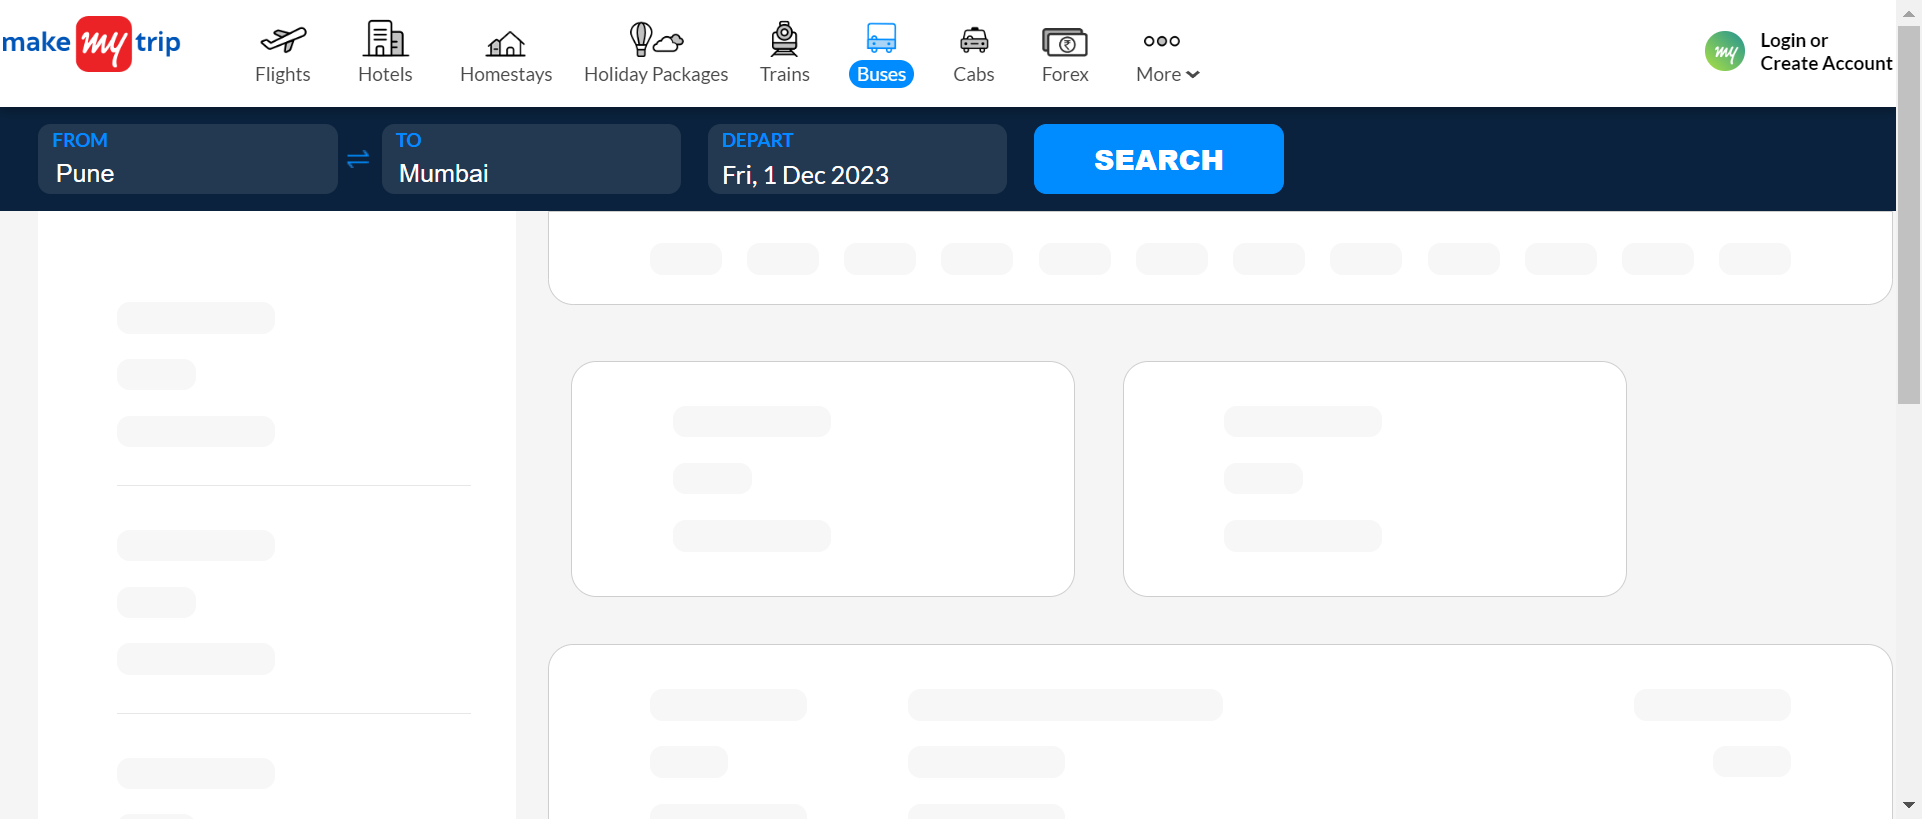 make my trip
Flights
Hotels
Homestays
Holiday Packages
Trains
Buses
Cabs
Forex
More
my
Login or
Create Account
FROM
Pune
TO
Mumbai
DEPART
Fri, 1 Dec 2023
SEARCH